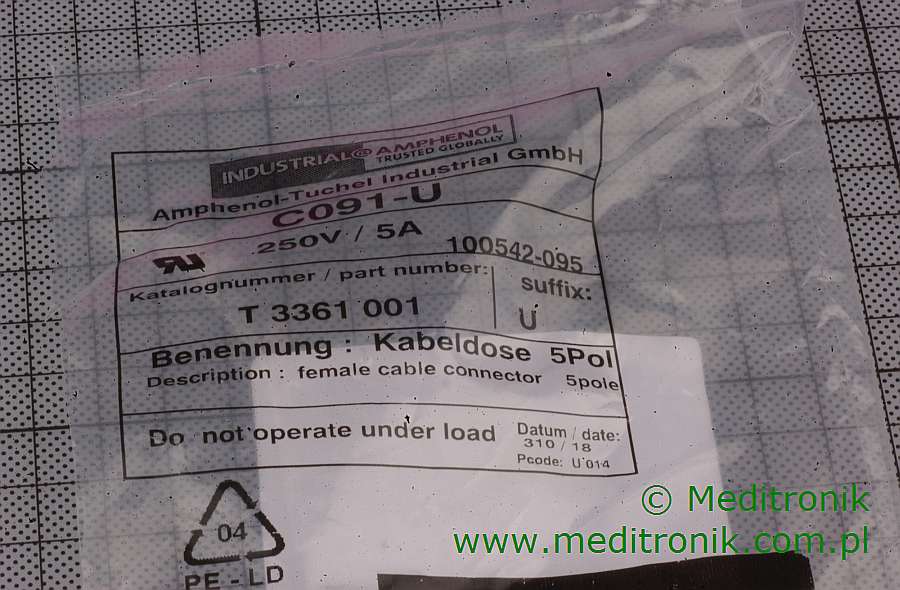 INDUSTRIAL@AMPHENOL
TRUSTED GLOBALLY
Amphenol-Tuchel Industrial GmbH
C091-U
250V / 5A
100542-095
Katalognummer / part number:
suffix:
T 3361 001
U
Benennung : Kabeldose 5Pol
Description : female cable connector 5pole
Do not operate under load
Datum / date:
310 / 18
Pcode: U 014
04
PE - LD
© Meditronik
www.meditronik.com.pl